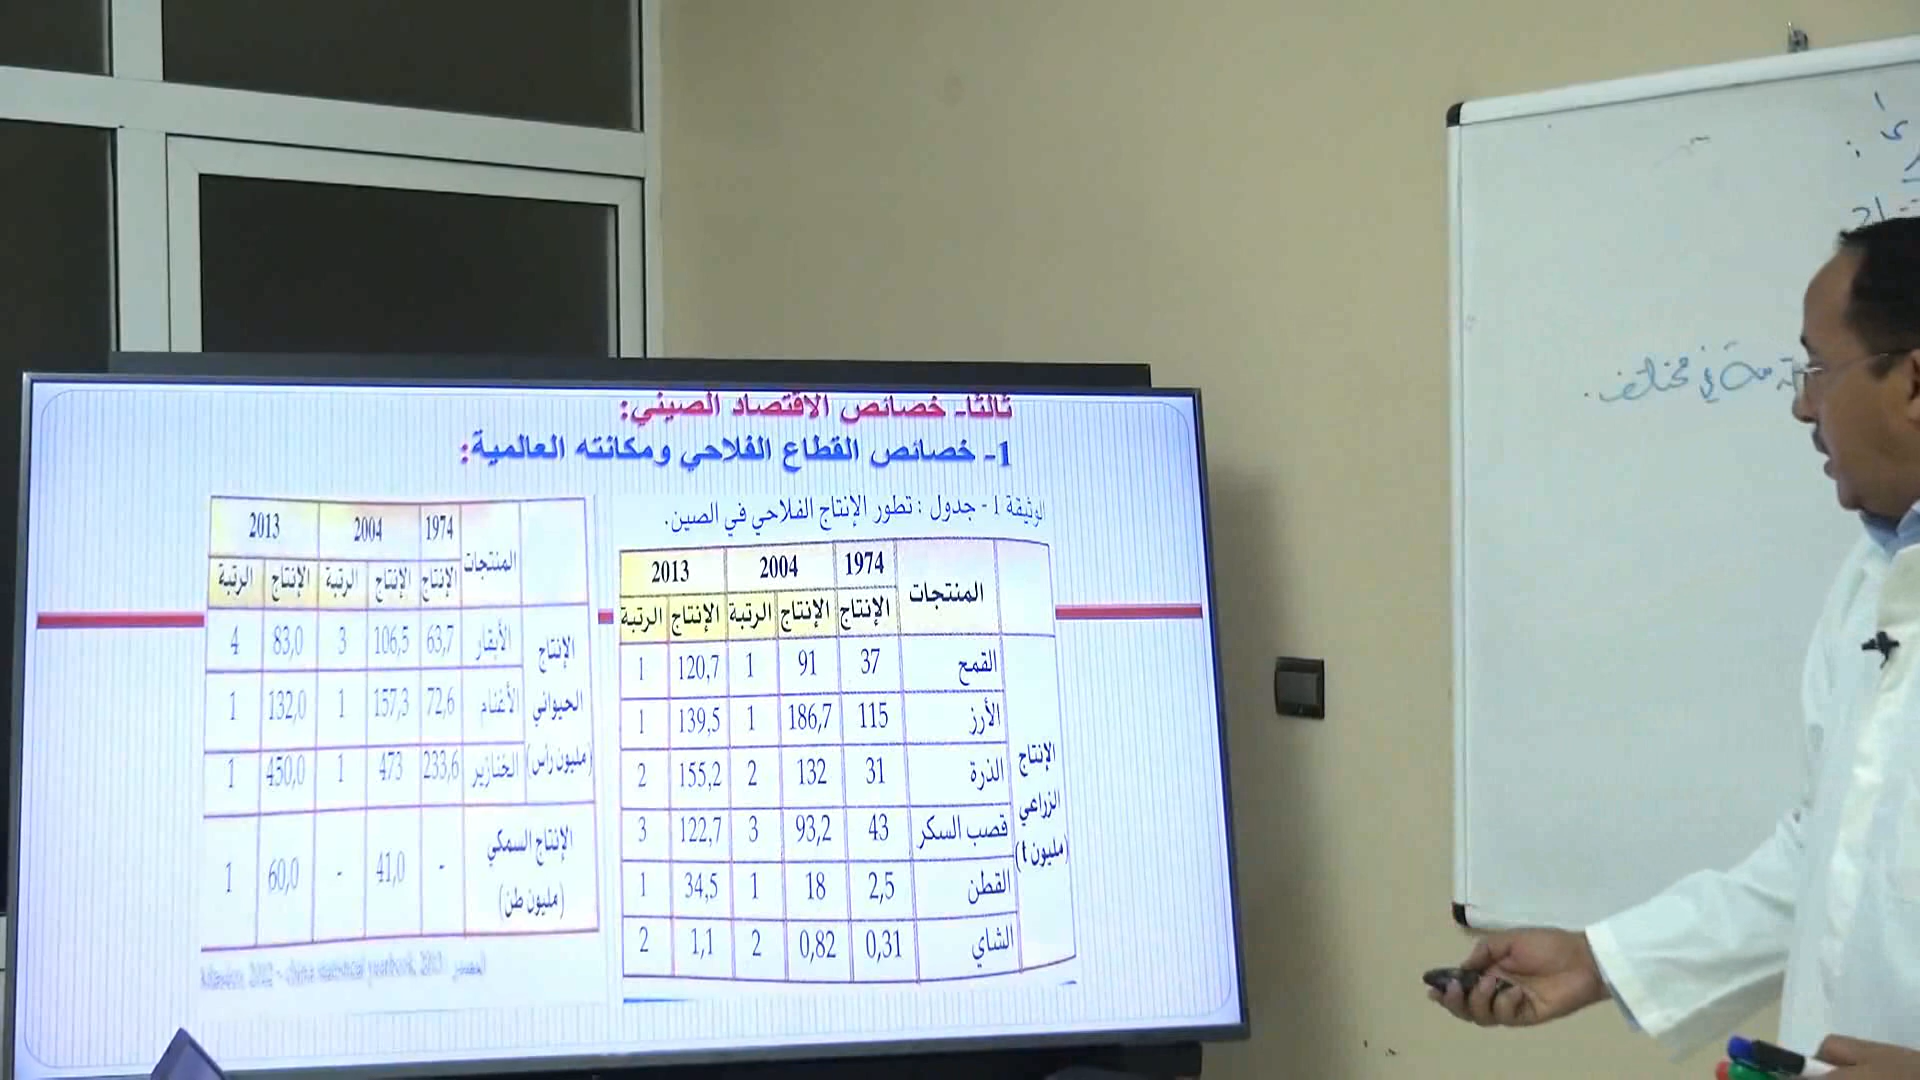 ثالثا- خصائص الاقتصاد الصيني:
1- خصائص القطاع الفلاحي ومكانته العالمية:
الوثيقة 1 - جدول : تطور الإنتاج الفلاحي في الصين.
المنتجات 1974 2004 2013
الإنتاج الإنتاج الرتبة الإنتاج الرتبة
الإنتاج الزراعي (مليون t)
القمح 37 91 1 120,7 1
الأرز 115 186,7 1 139,5 1
الذرة 31 132 2 155,2 2
قصب السكر 43 93,2 3 122,7 3
القطن 2,5 18 1 34,5 1
الشاي 0,31 0,82 2 1,1 2
المنتجات 1974 2004 2013
الإنتاج الإنتاج الرتبة الإنتاج الرتبة
الإنتاج الحيواني (مليون رأس)
الأبقار 63,7 106,5 3 83,0 4
الأغنام 72,6 157,3 1 132,0 1
الخنازير 233,6 473 1 450,0 1
الإنتاج السمكي (مليون طن) - 41,0 - 60,0 1
في مختلف.